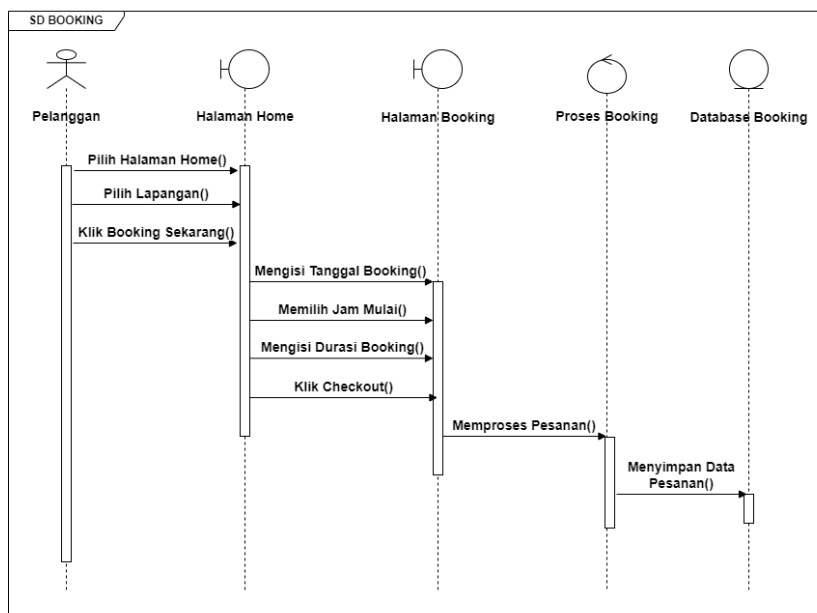 SD BOOKING
Pelanggan
Halaman Home
Halaman Booking
Proses Booking
Database Booking
Pilih Halaman Home()
Pilih Lapangan()
Klik Booking Sekarang()
Mengisi Tanggal Booking()
Memilih Jam Mulai()
Mengisi Durasi Booking()
Klik Checkout()
Memproses Pesanan()
Menyimpan Data
Pesanan()